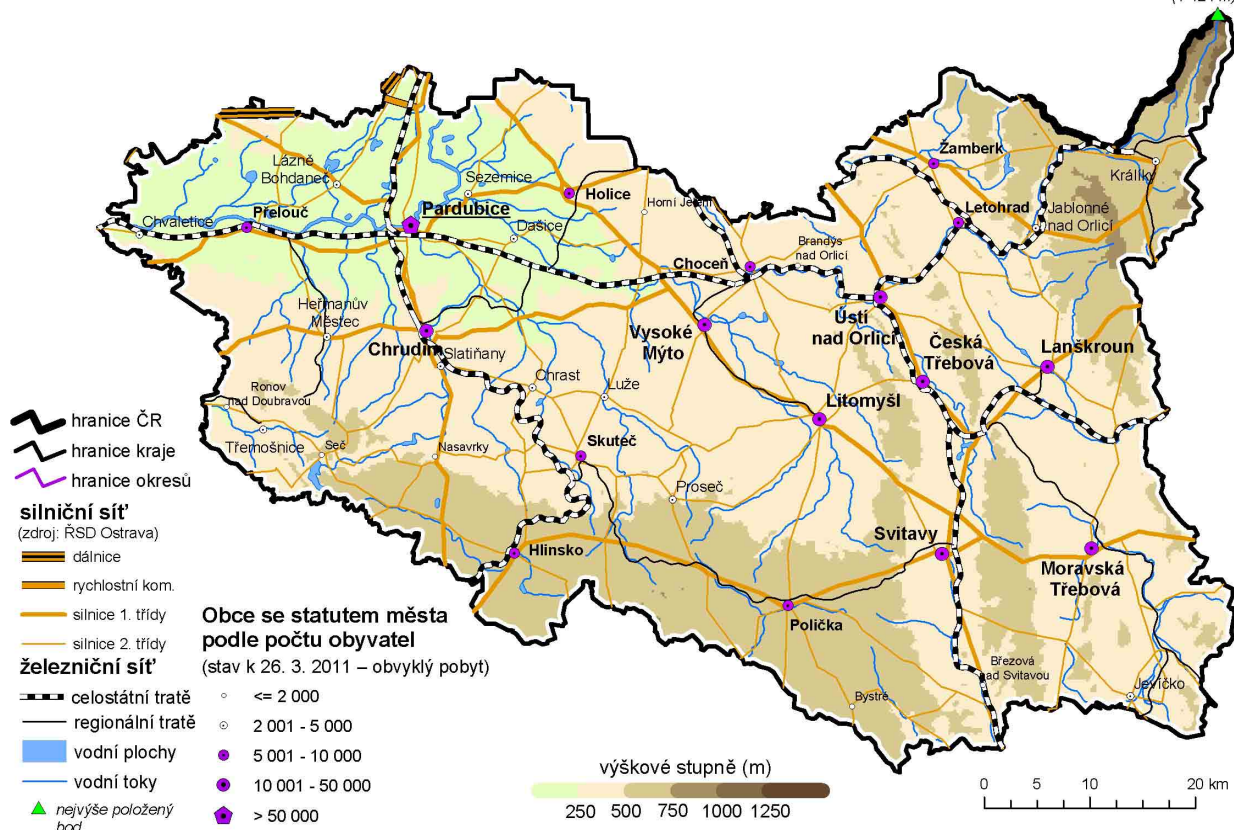 Žamberk
Králíky
Lázně
Bohdaneč
Sezemice
Holice
Horní Jelení
Letohrad
Jablonné
nad Orlicí
Chvaletice
Přelouč
Pardubice
Dašice
Choceň
Brandýs
nad Orlicí
Heřmanův
Městec
Chrudim
Slatiňany
Vysoké
Mýto
Ústí
nad Orlicí
Česká
Třebová
Lanškroun
Ronov
nad Doubravou
Chrast
Luže
Litomyšl
Třemošnice
Seč
Nasavrky
Skuteč
Proseč
Hlinsko
Svitavy
Moravská
Třebová
Polička
Bystré
Březová
nad Svitavou
Jevíčko
hranice ČR
hranice kraje
hranice okresů
silniční síť
(zdroj: ŘSD Ostrava)
dálnice
rychlostní kom.
silnice 1. třídy
silnice 2. třídy
železniční síť
celostátní tratě
regionální tratě
vodní plochy
vodní toky
nejvýše položený
bod
Obce se statutem města
podle počtu obyvatel
(stav k 26. 3. 2011 – obvyklý pobyt)
<= 2 000
2 001 - 5 000
5 001 - 10 000
10 001 - 50 000
> 50 000
výškové stupně (m)
250 500 750 1000 1250
0 5 10 20 km